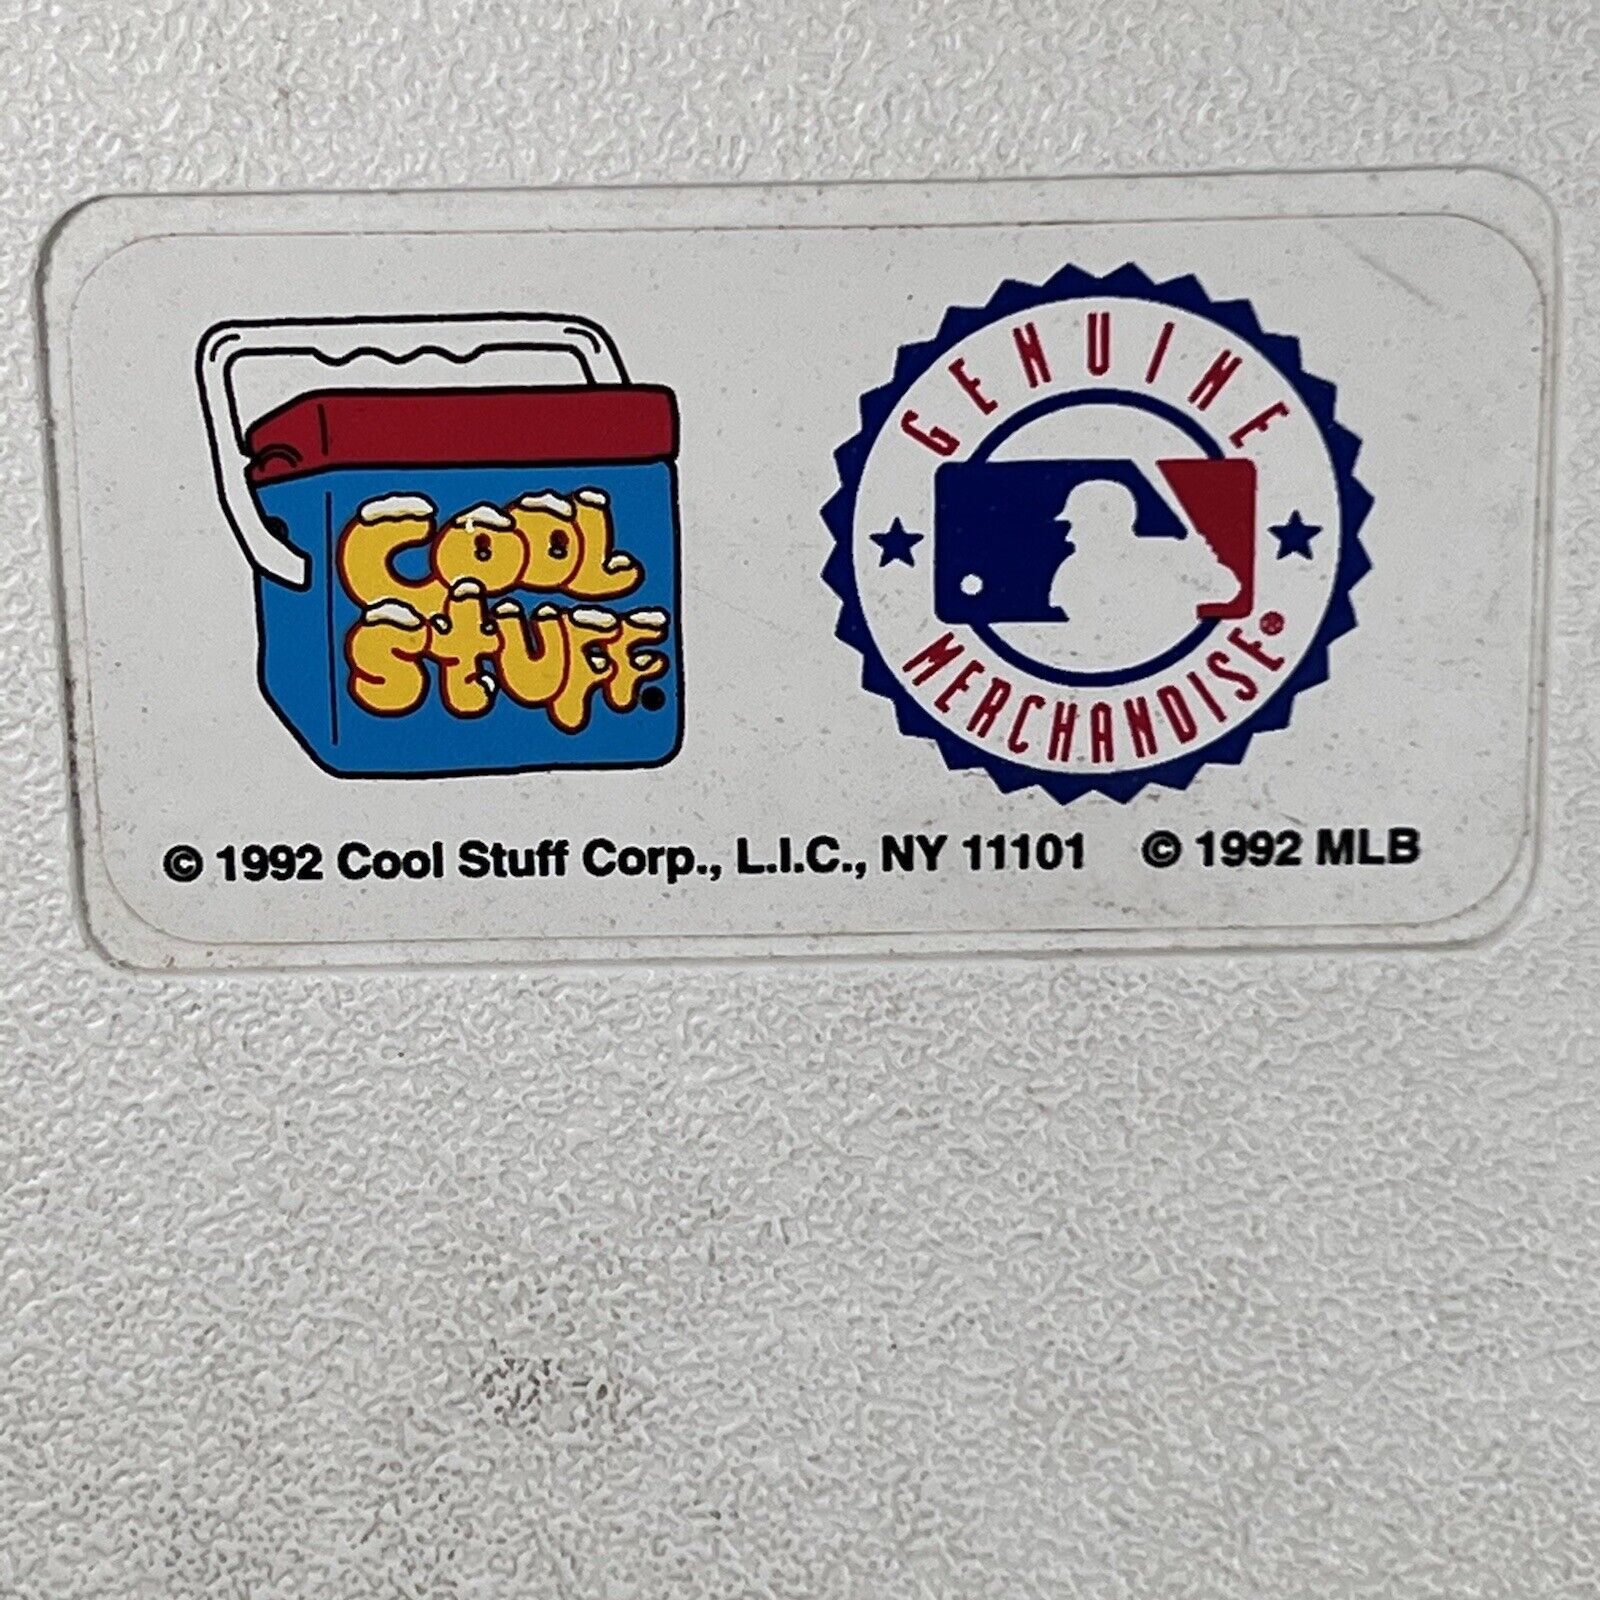 COOL
STUFF
GENUINE
MERCHANDISE®
© 1992 Cool Stuff Corp., L.I.C., NY 11101 © 1992 MLB